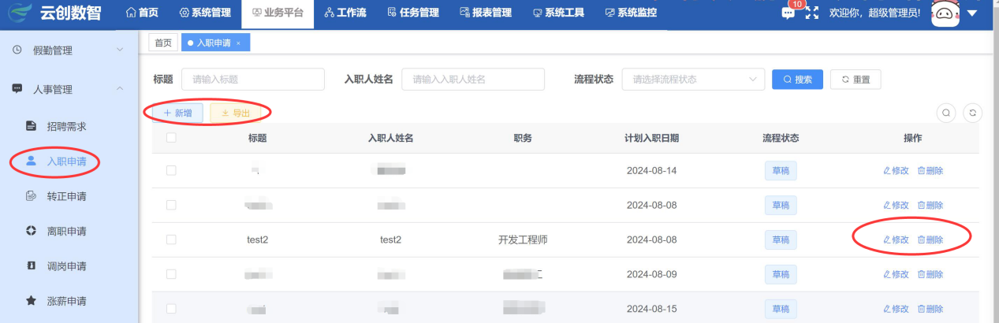 云创数智 首页 系统管理 业务平台 工作流 任务管理 报表管理 系统工具 系统监控 10 欢迎你，超级管理员!
假勤管理
人事管理
招聘需求
入职申请
转正申请
离职申请
调岗申请
涨薪申请
首页 入职申请 ×
标题 请输入标题 入职人姓名 请输入入职人姓名 流程状态 请选择流程状态 搜索 重置
+ 新增 导出
标题 入职人姓名 职务 计划入职日期 流程状态 操作
2024-08-14 草稿 修改 删除
2024-08-08 草稿 修改 删除
test2 test2 开发工程师 2024-08-08 草稿 修改 删除
2024-08-09 草稿 修改 删除
2024-08-15 草稿 修改 删除